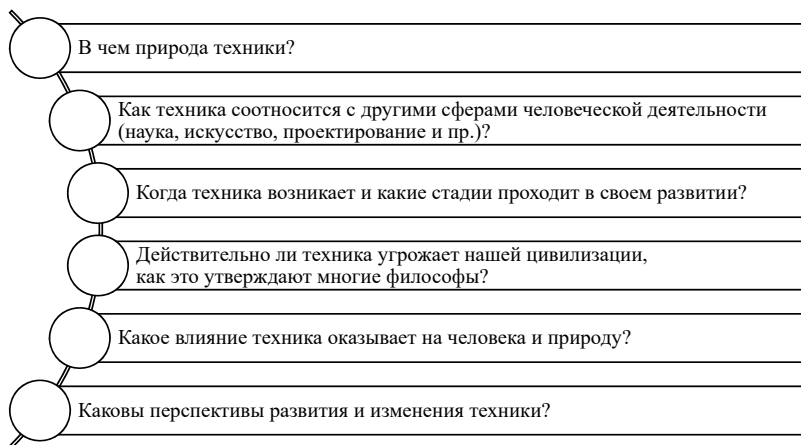 В чем природа техники?
Как техника соотносится с другими сферами человеческой деятельности
(наука, искусство, проектирование и пр.)?
Когда техника возникает и какие стадии проходит в своем развитии?
Действительно ли техника угрожает нашей цивилизации,
как это утверждают многие философы?
Какое влияние техника оказывает на человека и природу?
Каковы перспективы развития и изменения техники?